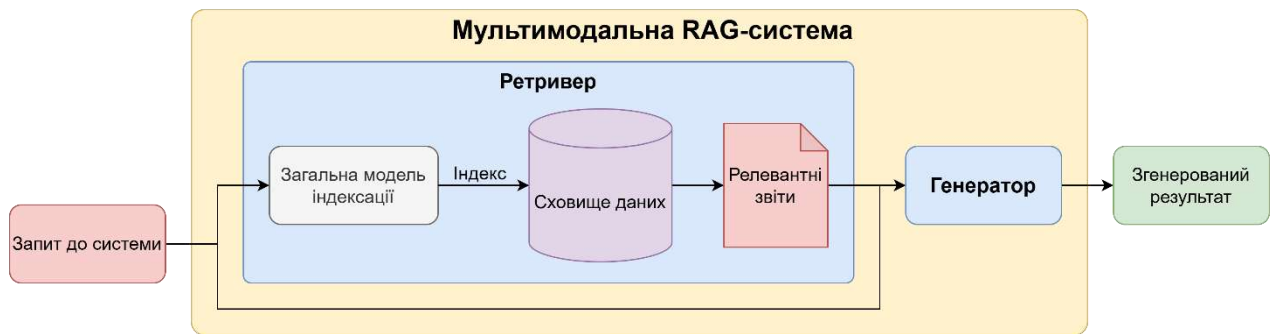 Мультимодальна RAG-система
Ретривер
Запит до системи
Загальна модель
індексації
Індекс
Сховище даних
Релевантні
звіти
Генератор
Згенерований
результат